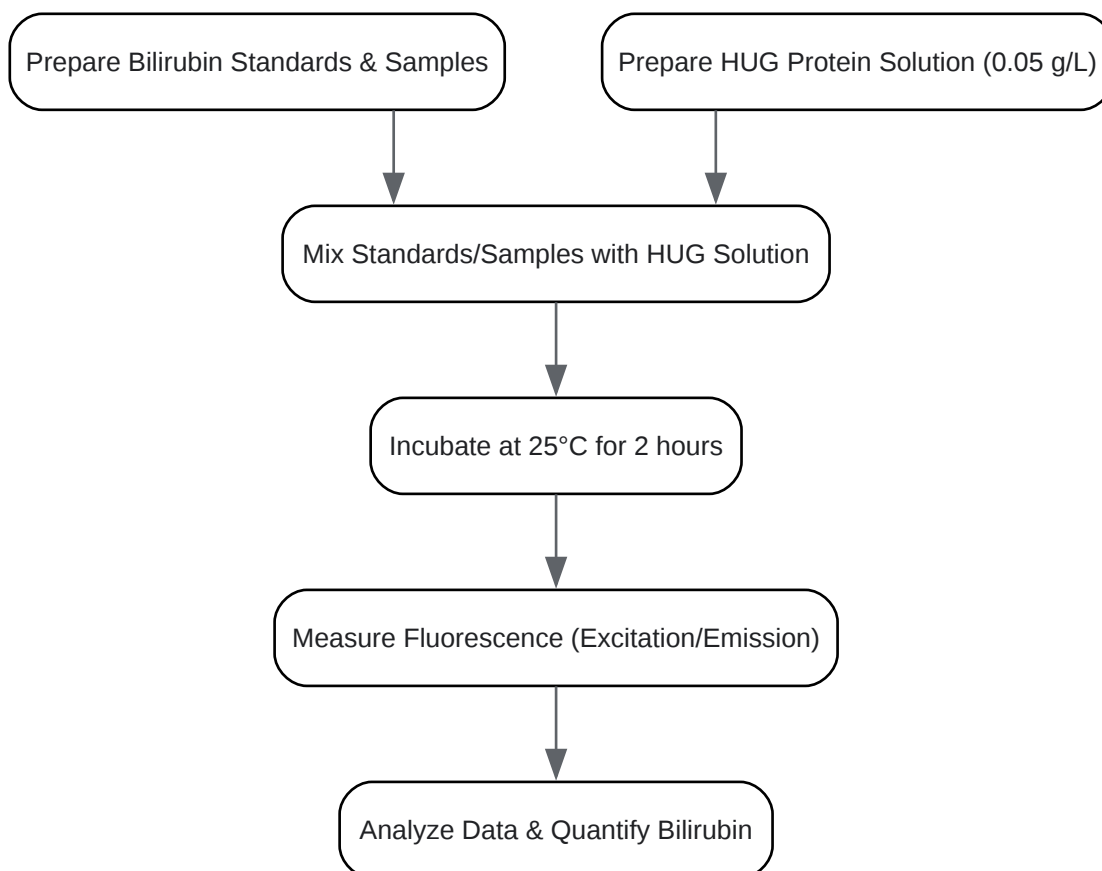 Prepare Bilirubin Standards & Samples
Prepare HUG Protein Solution (0.05 g/L)
Mix Standards/Samples with HUG Solution
Incubate at 25°C for 2 hours
Measure Fluorescence (Excitation/Emission)
Analyze Data & Quantify Bilirubin